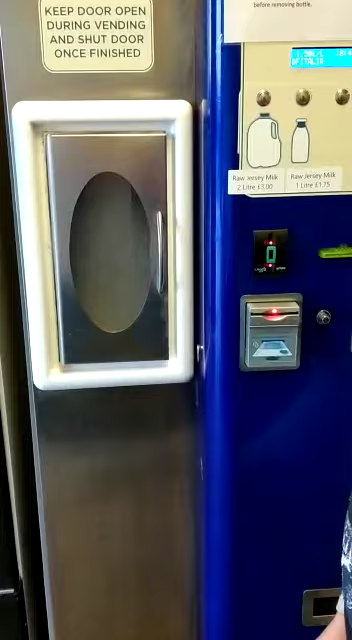 KEEP DOOR OPEN
DURING VENDING
AND SHUT DOOR
ONCE FINISHED
before removing bottle.
Raw Jersey Milk
2 Litre £3.00
Raw Jersey Milk
1 Litre £1.75